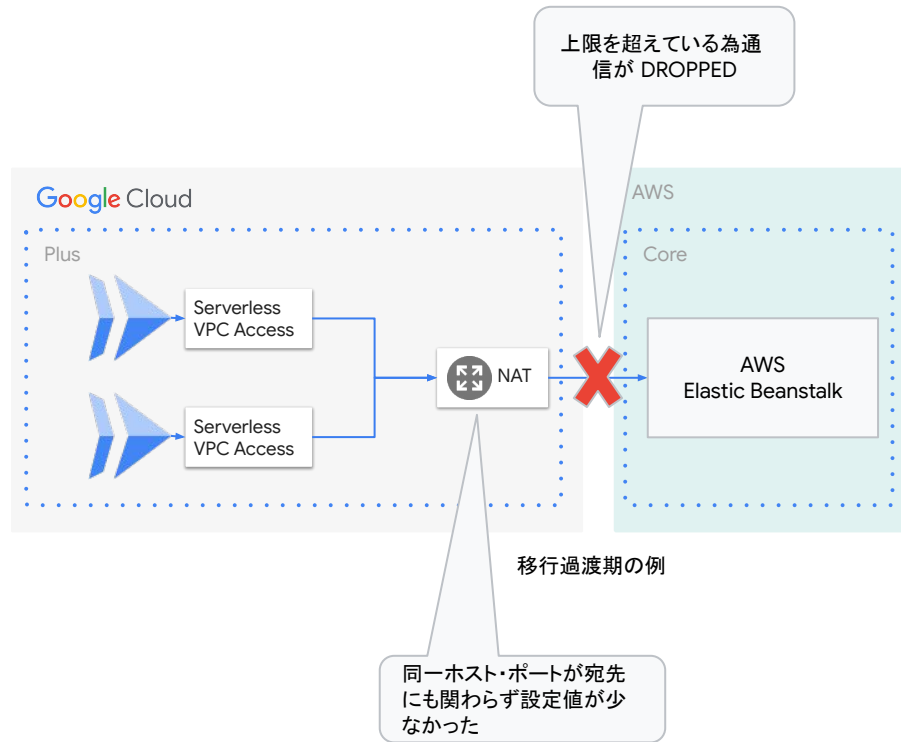 上限を超えている為通
信が DROPPED
Google Cloud
AWS
Plus
Core
Serverless
VPC Access
NAT
AWS
Elastic Beanstalk
Serverless
VPC Access
移行過渡期の例
同一ホスト・ポートが宛先
にも関わらず設定値が少
なかった